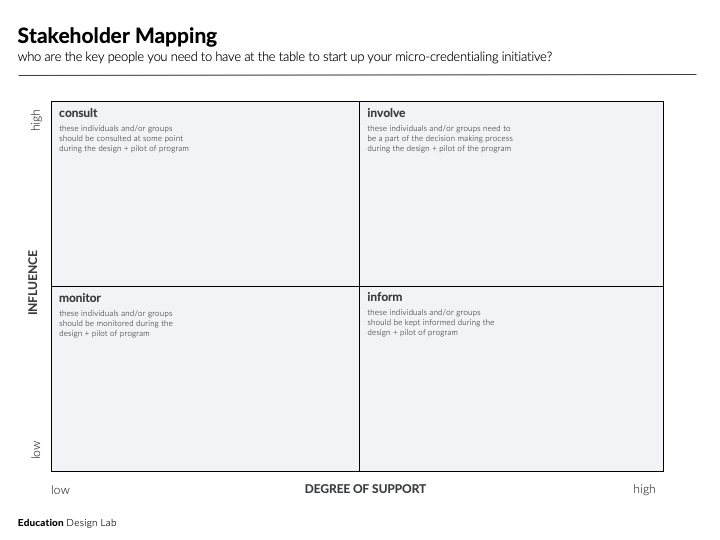 Stakeholder Mapping
who are the key people you need to have at the table to start up your micro-credentialing initiative?
high
consult
these individuals and/or groups
should be consulted at some point
during the design + pilot of program
involve
these individuals and/or groups need to
be a part of the decision making process
during the design + pilot of the program
INFLUENCE
monitor
these individuals and/or groups
should be monitored during the
design + pilot of program
inform
these individuals and/or groups
should be kept informed during the
design + pilot of program
low
low
DEGREE OF SUPPORT
high
Education Design Lab